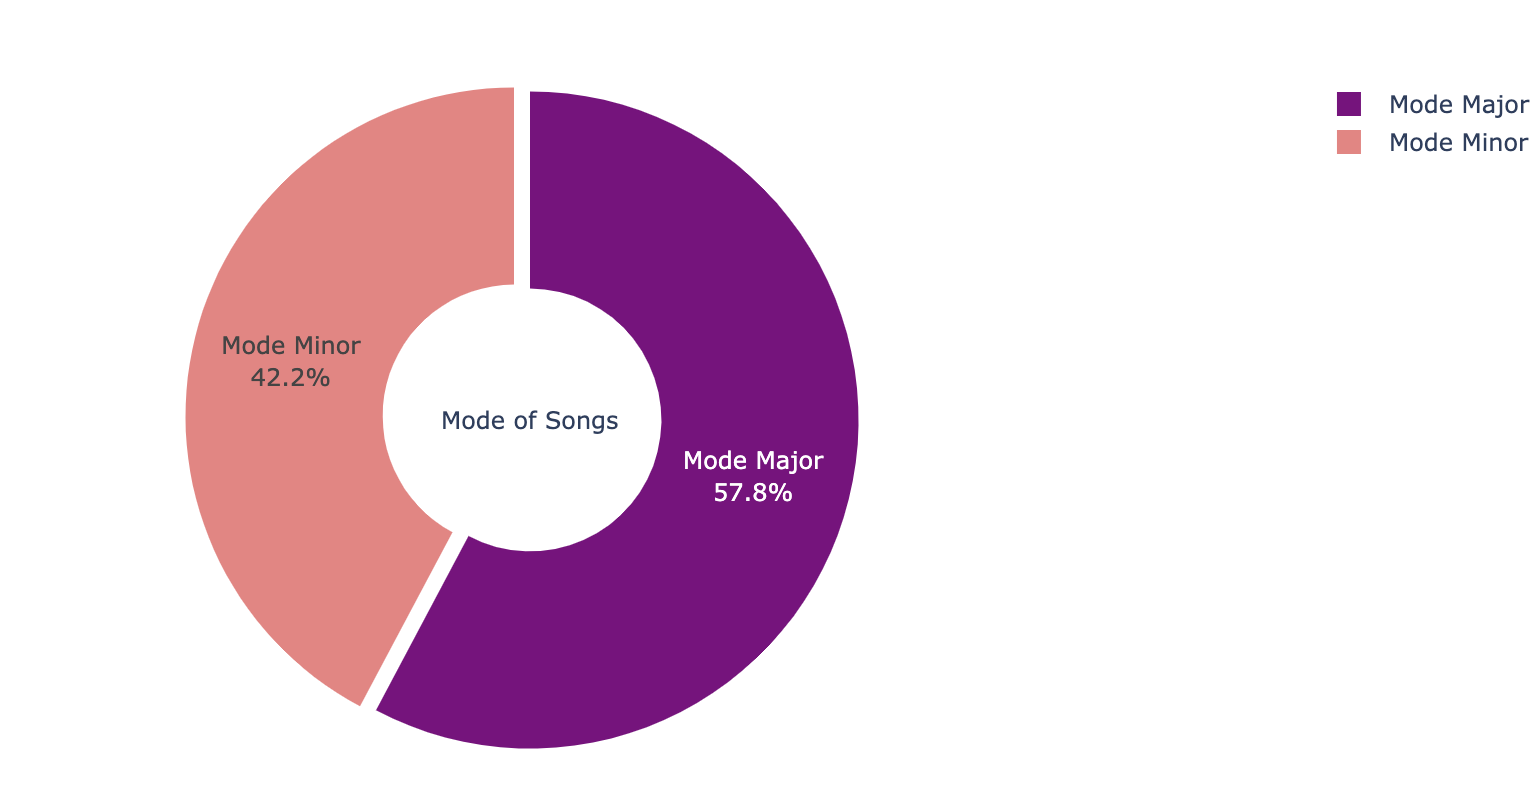 Mode Major
Mode Minor
Mode Minor
42.2%
Mode of Songs
Mode Major
57.8%